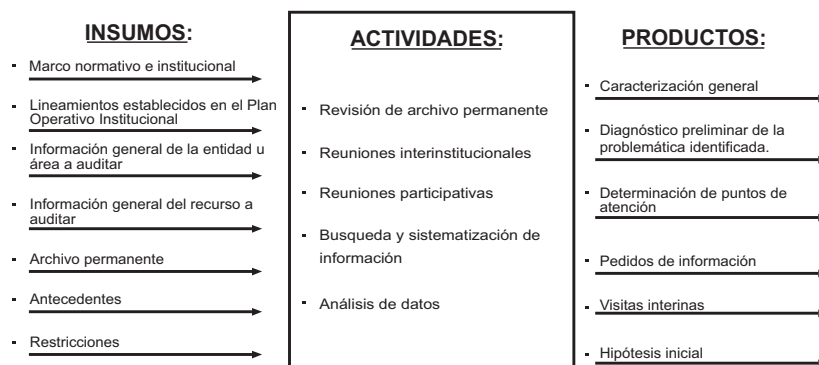 INSUMOS:
- Marco normativo e institucional
- Lineamientos establecidos en el Plan
Operativo Institucional
- Información general de la entidad u
área a auditar
- Información general del recurso a
auditar
- Archivo permanente
- Antecedentes
- Restricciones
ACTIVIDADES:
- Revisión de archivo permanente
- Reuniones interinstitucionales
- Reuniones participativas
- Busqueda y sistematización de
información
- Análisis de datos
PRODUCTOS:
- Caracterización general
- Diagnóstico preliminar de la
problemática identificada.
- Determinación de puntos de
atención
- Pedidos de información
- Visitas interinas
- Hipótesis inicial